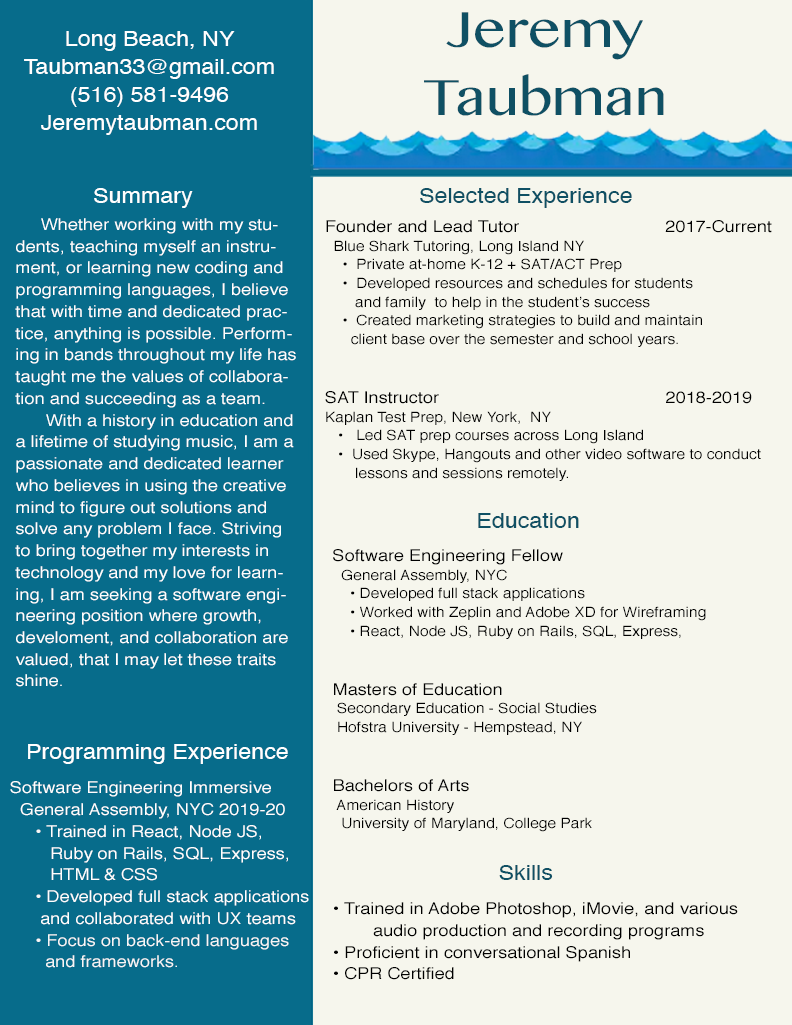 Long Beach, NY
Taubman33@gmail.com
(516) 581-9496
Jeremytaubman.com
Summary
Whether working with my stu-
dents, teaching myself an instru-
ment, or learning new coding and
programming languages, I believe
that with time and dedicated prac-
tice, anything is possible. Perform-
ing in bands throughout my life has
taught me the values of collabora-
tion and succeeding as a team.
With a history in education and
a lifetime of studying music, I am a
passionate and dedicated learner
who believes in using the creative
mind to figure out solutions and
solve any problem I face. Striving
to bring together my interests in
technology and my love for learn-
ing, I am seeking a software engi-
neering position where growth,
develoment, and collaboration are
valued, that I may let these traits
shine.
Programming Experience
Software Engineering Immersive
General Assembly, NYC 2019-20
• Trained in React, Node JS,
Ruby on Rails, SQL, Express,
HTML & CSS
• Developed full stack applications
and collaborated with UX teams
• Focus on back-end languages
and frameworks.
Jeremy
Taubman
Selected Experience
Founder and Lead Tutor 2017-Current
Blue Shark Tutoring, Long Island NY
• Private at-home K-12 + SAT/ACT Prep
• Developed resources and schedules for students
and family to help in the student's success
• Created marketing strategies to build and maintain
client base over the semester and school years.
SAT Instructor 2018-2019
Kaplan Test Prep, New York, NY
• Led SAT prep courses across Long Island
• Used Skype, Hangouts and other video software to conduct
lessons and sessions remotely.
Education
Software Engineering Fellow
General Assembly, NYC
• Developed full stack applications
• Worked with Zeplin and Adobe XD for Wireframing
• React, Node JS, Ruby on Rails, SQL, Express,
Masters of Education
Secondary Education - Social Studies
Hofstra University - Hempstead, NY
Bachelors of Arts
American History
University of Maryland, College Park
Skills
• Trained in Adobe Photoshop, iMovie, and various
audio production and recording programs
• Proficient in conversational Spanish
• CPR Certified